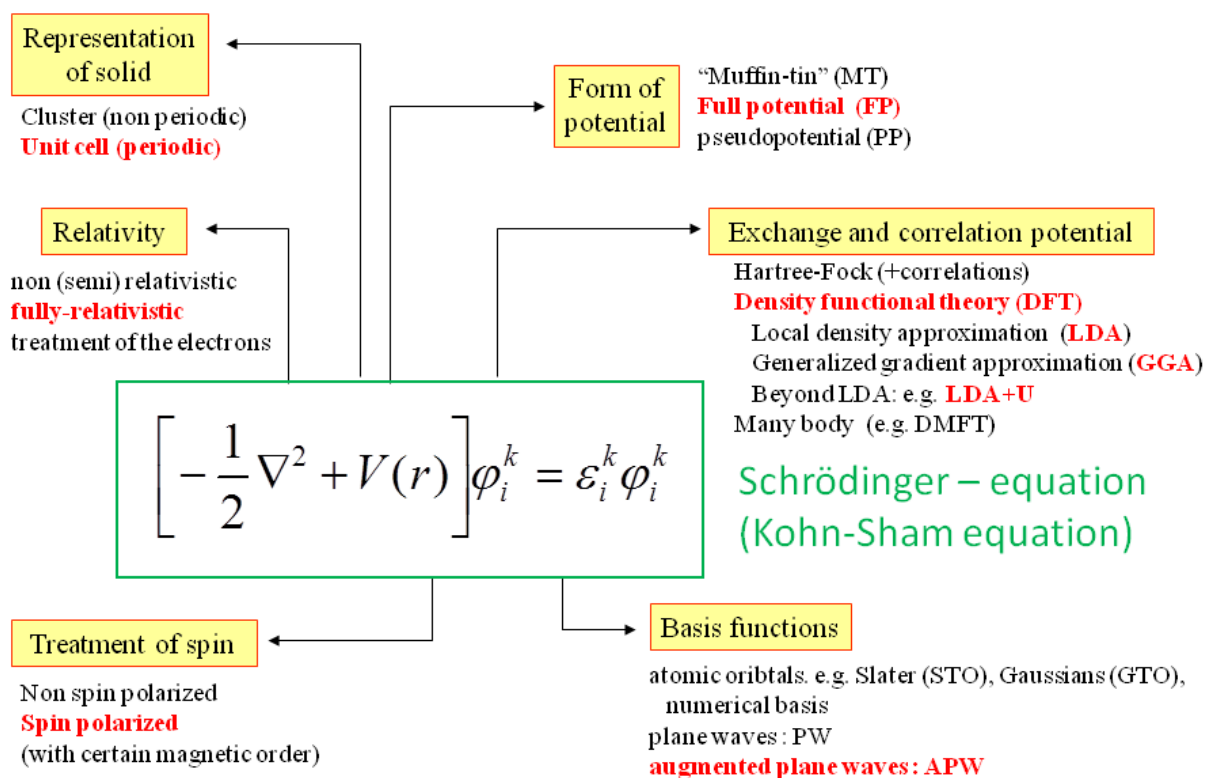 Representation
of solid
Cluster (non periodic)
Unit cell (periodic)
Form of
potential
“Muffin-tin” (MT)
Full potential (FP)
pseudopotential (PP)
Relativity
non (semi) relativistic
fully-relativistic
treatment of the electrons
Exchange and correlation potential
Hartree-Fock (+correlations)
Density functional theory (DFT)
Local density approximation (LDA)
Generalized gradient approximation (GGA)
Beyond LDA: e.g. LDA+U
Many body (e.g. DMFT)
[-1/2 ∇² + V(r)] φ_i^k = ε_i^k φ_i^k
Schrödinger – equation
(Kohn-Sham equation)
Treatment of spin
Non spin polarized
Spin polarized
(with certain magnetic order)
Basis functions
atomic oribtals. e.g. Slater (STO), Gaussians (GTO),
numerical basis
plane waves : PW
augmented plane waves : APW